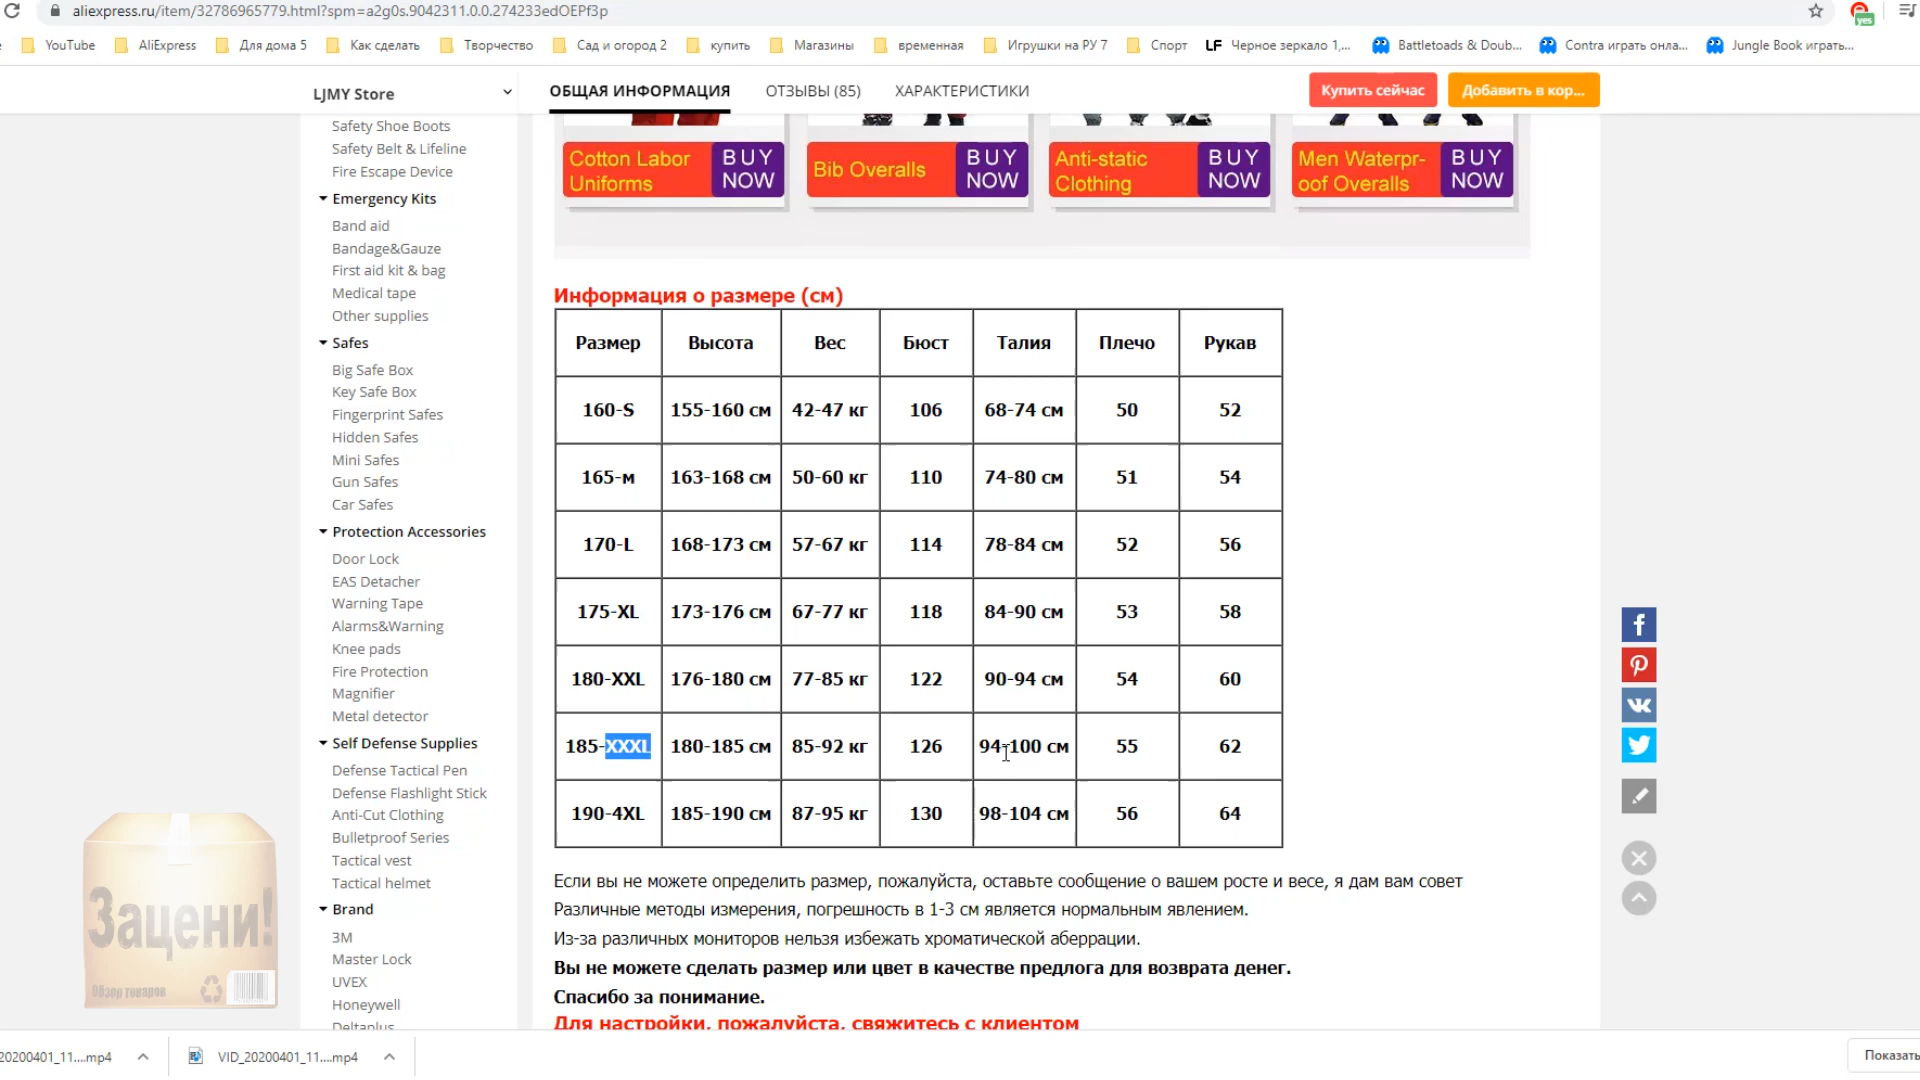 aliexpress.ru/item/32786965779.html?spm=a2g0s.9042311.0.0.274233edOEPf3p
yes
YouTube AliExpress Для дома 5 Как сделать Творчество Сад и огород 2 купить Магазины временная Игрушки на РУ 7 Спорт LF Черное зеркало 1,... Battletoads & Doub... Contra играть онла... Jungle Book играть...
LJMY Store ОБЩАЯ ИНФОРМАЦИЯ ОТЗЫВЫ (85) ХАРАКТЕРИСТИКИ Купить сейчас Добавить в кор...
Safety Shoe Boots
Safety Belt & Lifeline
Fire Escape Device
Emergency Kits
Band aid
Bandage&Gauze
First aid kit & bag
Medical tape
Other supplies
Safes
Big Safe Box
Key Safe Box
Fingerprint Safes
Hidden Safes
Mini Safes
Gun Safes
Car Safes
Protection Accessories
Door Lock
EAS Detacher
Warning Tape
Alarms&Warning
Knee pads
Fire Protection
Magnifier
Metal detector
Self Defense Supplies
Defense Tactical Pen
Defense Flashlight Stick
Anti-Cut Clothing
Bulletproof Series
Tactical vest
Tactical helmet
Brand
3M
Master Lock
UVEX
Honeywell
Deltaplus
Cotton Labor Uniforms BUY NOW
Bib Overalls BUY NOW
Anti-static Clothing BUY NOW
Men Waterpr-oof Overalls BUY NOW
Информация о размере (см)
Размер Высота Вес Бюст Талия Плечо Рукав
160-S 155-160 см 42-47 кг 106 68-74 см 50 52
165-м 163-168 см 50-60 кг 110 74-80 см 51 54
170-L 168-173 см 57-67 кг 114 78-84 см 52 56
175-XL 173-176 см 67-77 кг 118 84-90 см 53 58
180-XXL 176-180 см 77-85 кг 122 90-94 см 54 60
185-XXXL 180-185 см 85-92 кг 126 94-100 см 55 62
190-4XL 185-190 см 87-95 кг 130 98-104 см 56 64
Если вы не можете определить размер, пожалуйста, оставьте сообщение о вашем росте и весе, я дам вам совет
Различные методы измерения, погрешность в 1-3 см является нормальным явлением.
Из-за различных мониторов нельзя избежать хроматической аберрации.
Вы не можете сделать размер или цвет в качестве предлога для возврата денег.
Спасибо за понимание.
Для настройки, пожалуйста, свяжитесь с клиентом
Зацени!
Обзор товаров
20200401_11....mp4 VID_20200401_11....mp4 Показать